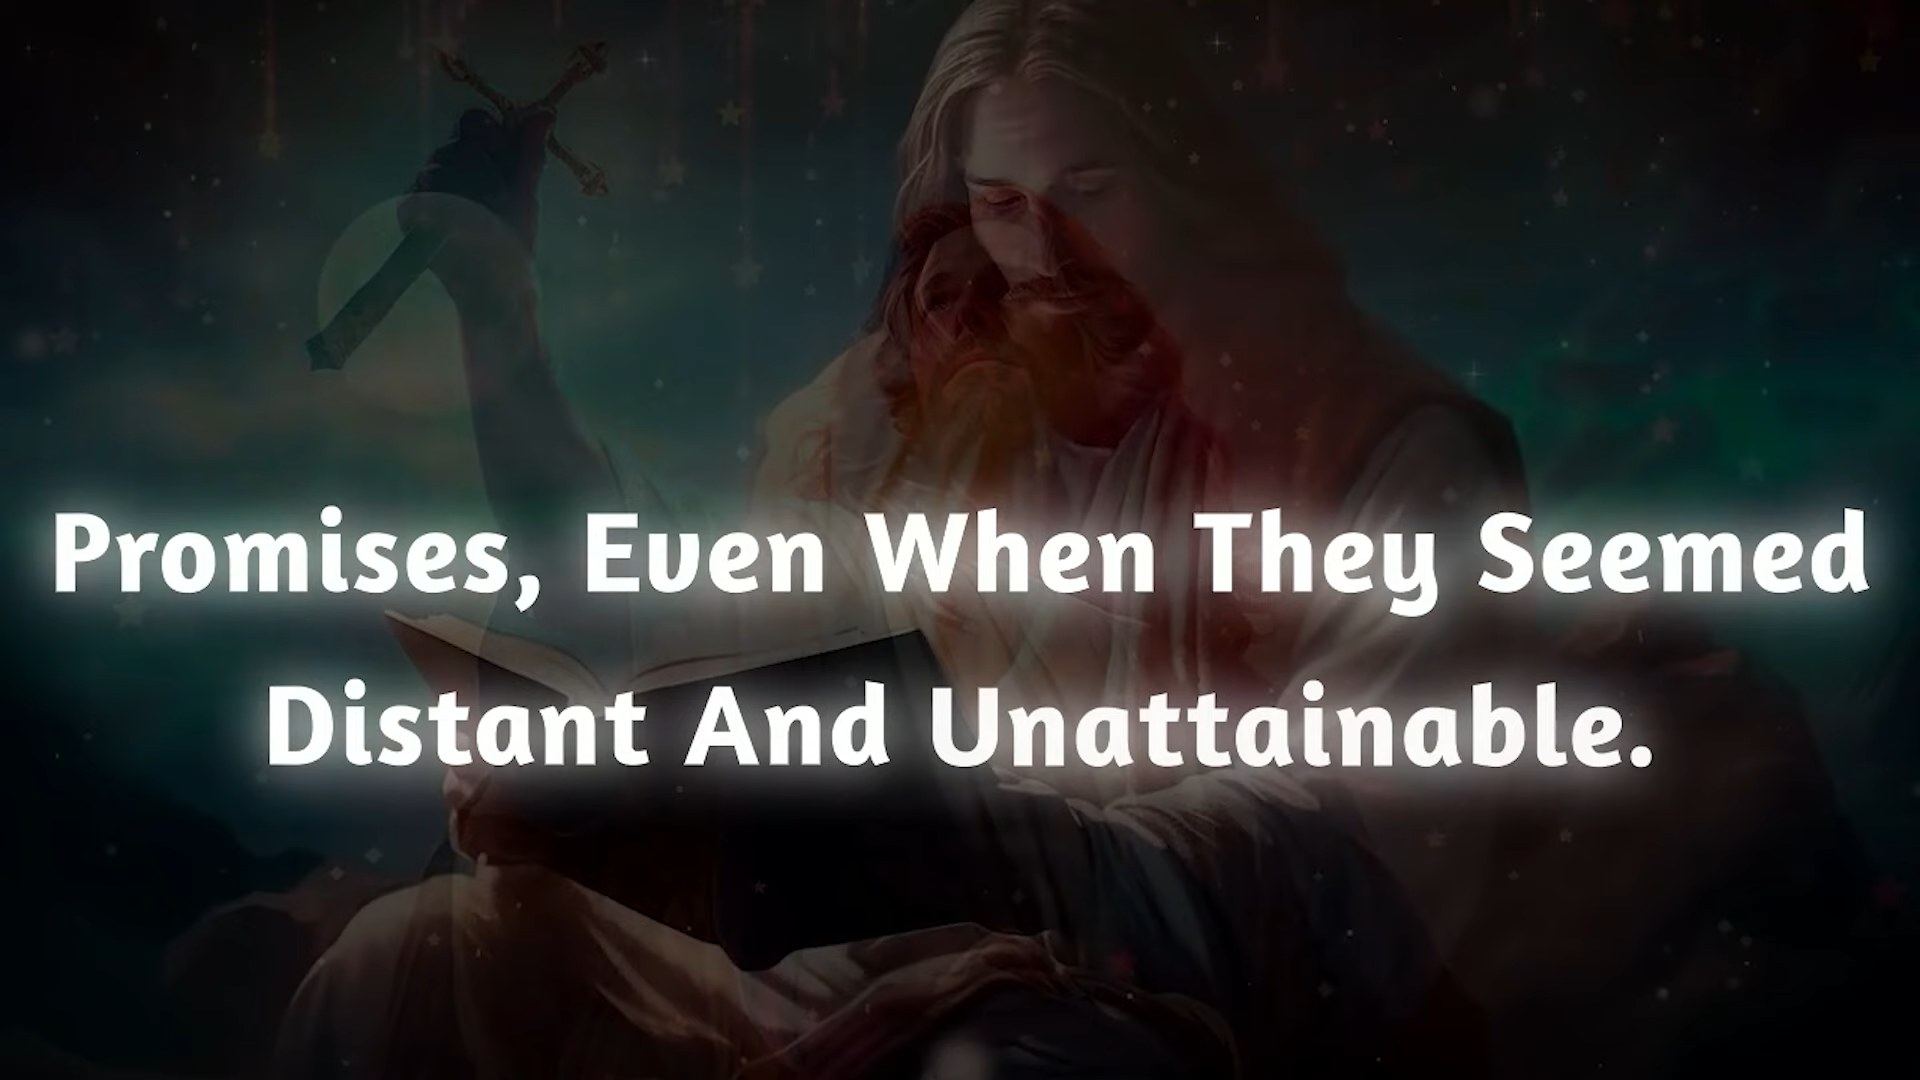 Promises, Even When They Seemed
Distant And Unattainable.